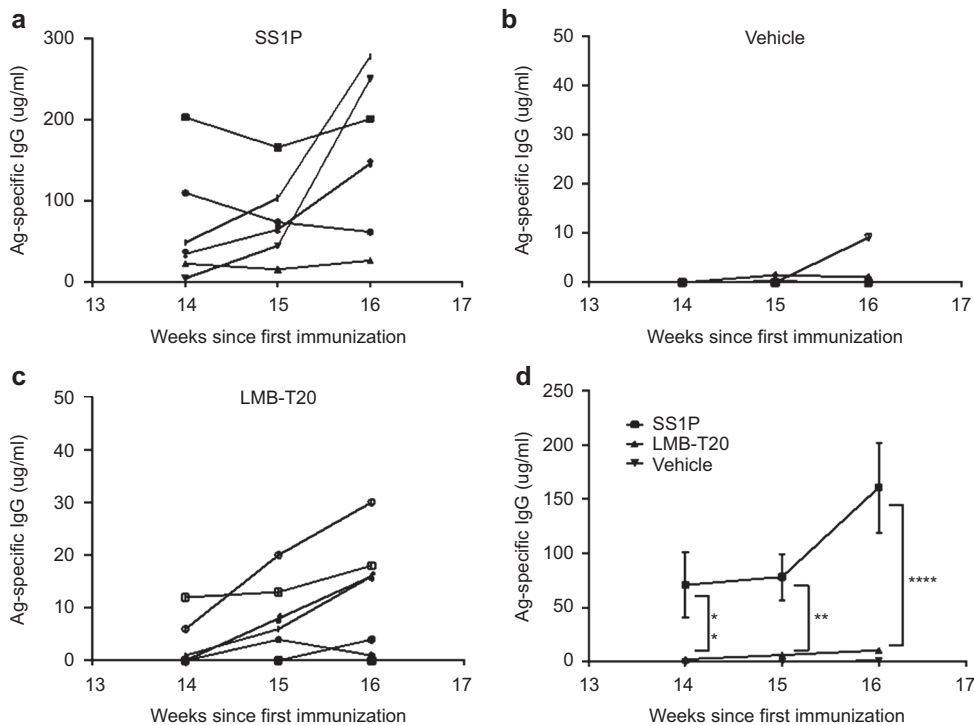 a
SS1P
Ag-specific IgG (ug/ml)
300
200
100
0
13 14 15 16 17
Weeks since first immunization
b
Vehicle
Ag-specific IgG (ug/ml)
50
40
30
20
10
0
13 14 15 16 17
Weeks since first immunization
c
LMB-T20
Ag-specific IgG (ug/ml)
50
40
30
20
10
0
13 14 15 16 17
Weeks since first immunization
d
SS1P
LMB-T20
Vehicle
Ag-specific IgG (ug/ml)
250
200
150
100
50
0
*
*
**
****
13 14 15 16 17
Weeks since first immunization